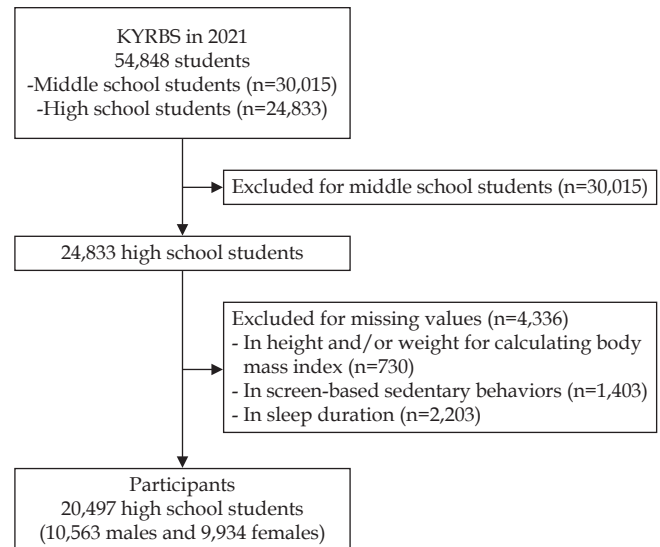 KYRBS in 2021
54,848 students
-Middle school students (n=30,015)
-High school students (n=24,833)
Excluded for middle school students (n=30,015)
24,833 high school students
Excluded for missing values (n=4,336)
- In height and/or weight for calculating body
mass index (n=730)
- In screen-based sedentary behaviors (n=1,403)
- In sleep duration (n=2,203)
Participants
20,497 high school students
(10,563 males and 9,934 females)